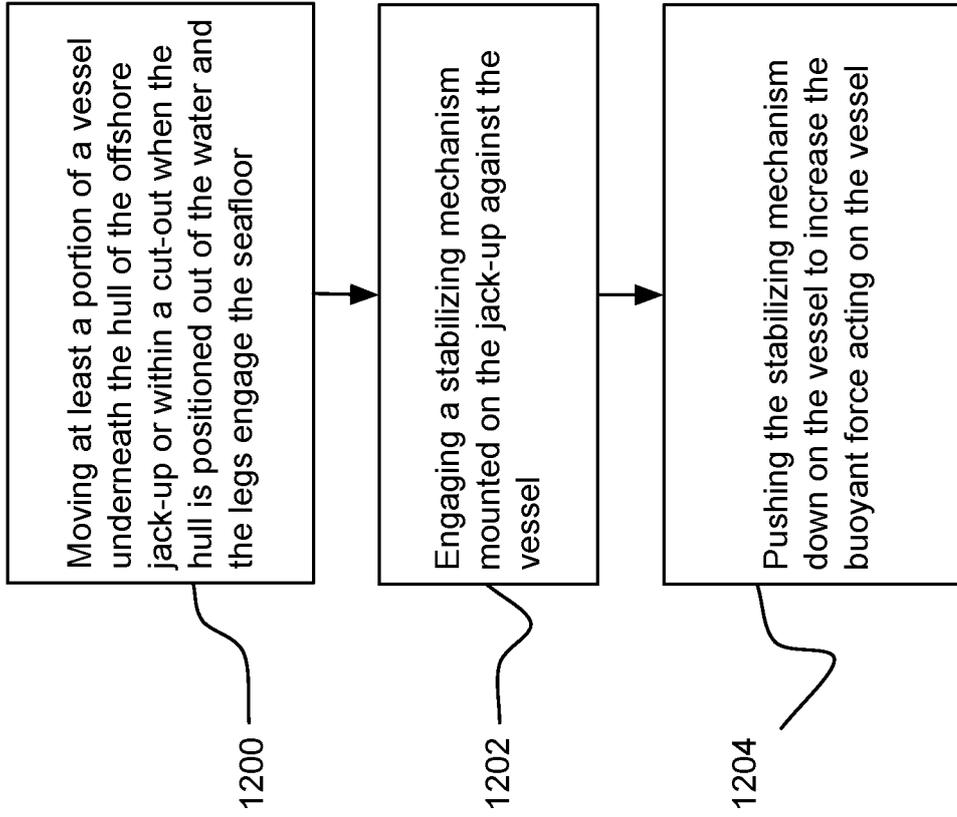 Moving at least a portion of a vessel
underneath the hull of the offshore
jack-up or within a cut-out when the
hull is positioned out of the water and
the legs engage the seafloor
1200
Engaging a stabilizing mechanism
mounted on the jack-up against the
vessel
1202
Pushing the stabilizing mechanism
down on the vessel to increase the
buoyant force acting on the vessel
1204